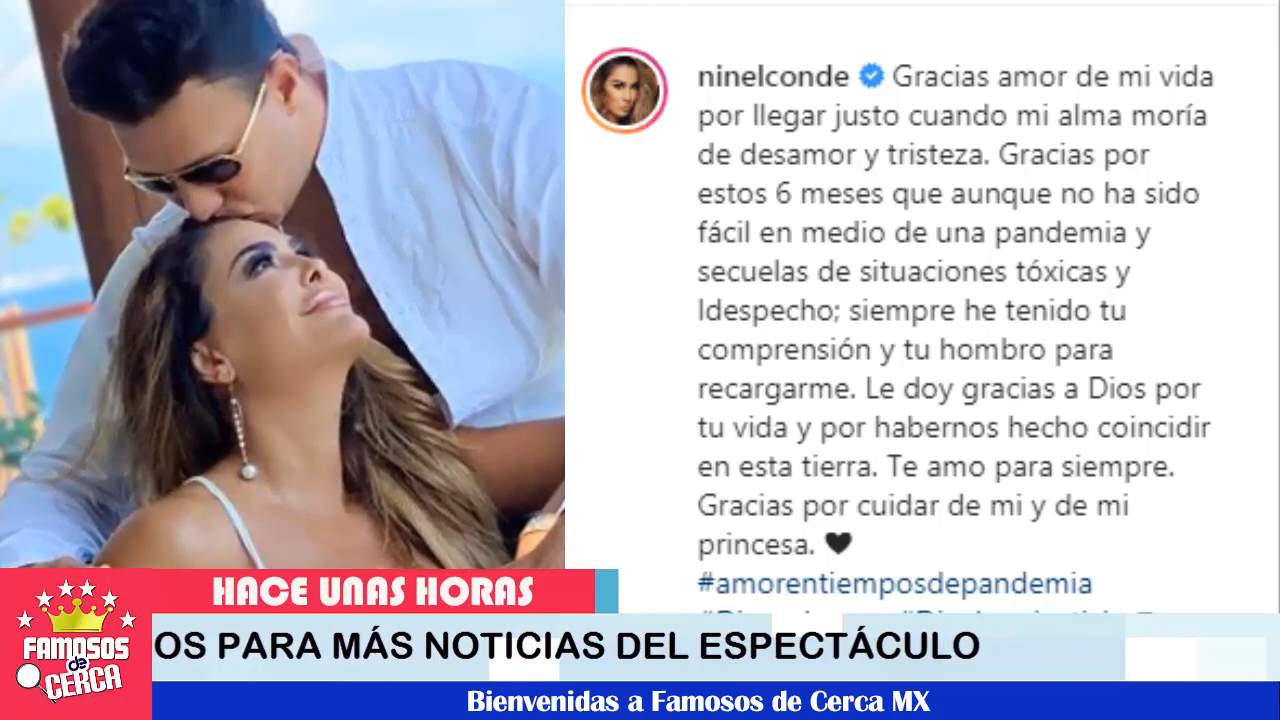 ninelconde Gracias amor de mi vida
por llegar justo cuando mi alma moría
de desamor y tristeza. Gracias por
estos 6 meses que aunque no ha sido
fácil en medio de una pandemia y
secuelas de situaciones tóxicas y
ldespecho; siempre he tenido tu
comprensión y tu hombro para
recargarme. Le doy gracias a Dios por
tu vida y por habernos hecho coincidir
en esta tierra. Te amo para siempre.
Gracias por cuidar de mi y de mi
princesa. 🖤
#amorentiemposdepandemia
HACE UNAS HORAS
FAMOSOS
de
CERCA
OS PARA MÁS NOTICIAS DEL ESPECTÁCULO
Bienvenidas a Famosos de Cerca MX